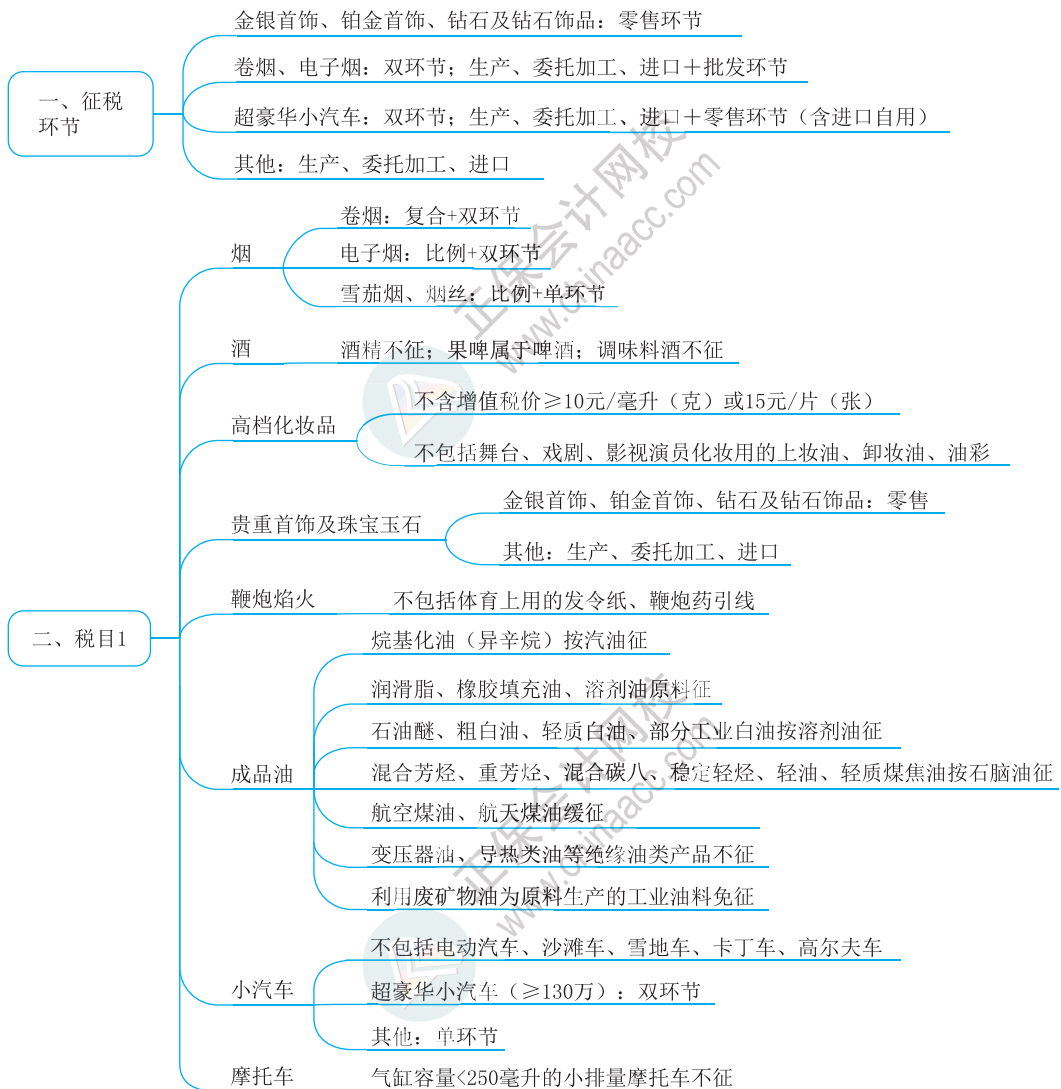 金银首饰、铂金首饰、钻石及钻石饰品：零售环节
卷烟、电子烟：双环节；生产、委托加工、进口＋批发环节
一、征税
环节
超豪华小汽车：双环节；生产、委托加工、进口＋零售环节（含进口自用）
其他：生产、委托加工、进口
卷烟：复合+双环节
烟
电子烟：比例+双环节
雪茄烟、烟丝：比例+单环节
酒
酒精不征；果啤属于啤酒；调味料酒不征
不含增值税价≥10元/毫升（克）或15元/片（张）
高档化妆品
不包括舞台、戏剧、影视演员化妆用的上妆油、卸妆油、油彩
金银首饰、铂金首饰、钻石及钻石饰品：零售
贵重首饰及珠宝玉石
其他：生产、委托加工、进口
鞭炮焰火
不包括体育上用的发令纸、鞭炮药引线
二、税目1
烷基化油（异辛烷）按汽油征
润滑脂、橡胶填充油、溶剂油原料征
石油醚、粗白油、轻质白油、部分工业白油按溶剂油征
成品油
混合芳烃、重芳烃、混合碳八、稳定轻烃、轻油、轻质煤焦油按石脑油征
航空煤油、航天煤油缓征
变压器油、导热类油等绝缘油类产品不征
利用废矿物油为原料生产的工业油料免征
不包括电动汽车、沙滩车、雪地车、卡丁车、高尔夫车
小汽车
超豪华小汽车（≥130万）：双环节
其他：单环节
摩托车
气缸容量<250毫升的小排量摩托车不征
正保会计网校
www.chinaacc.com
正保会计网校
www.chinaacc.com